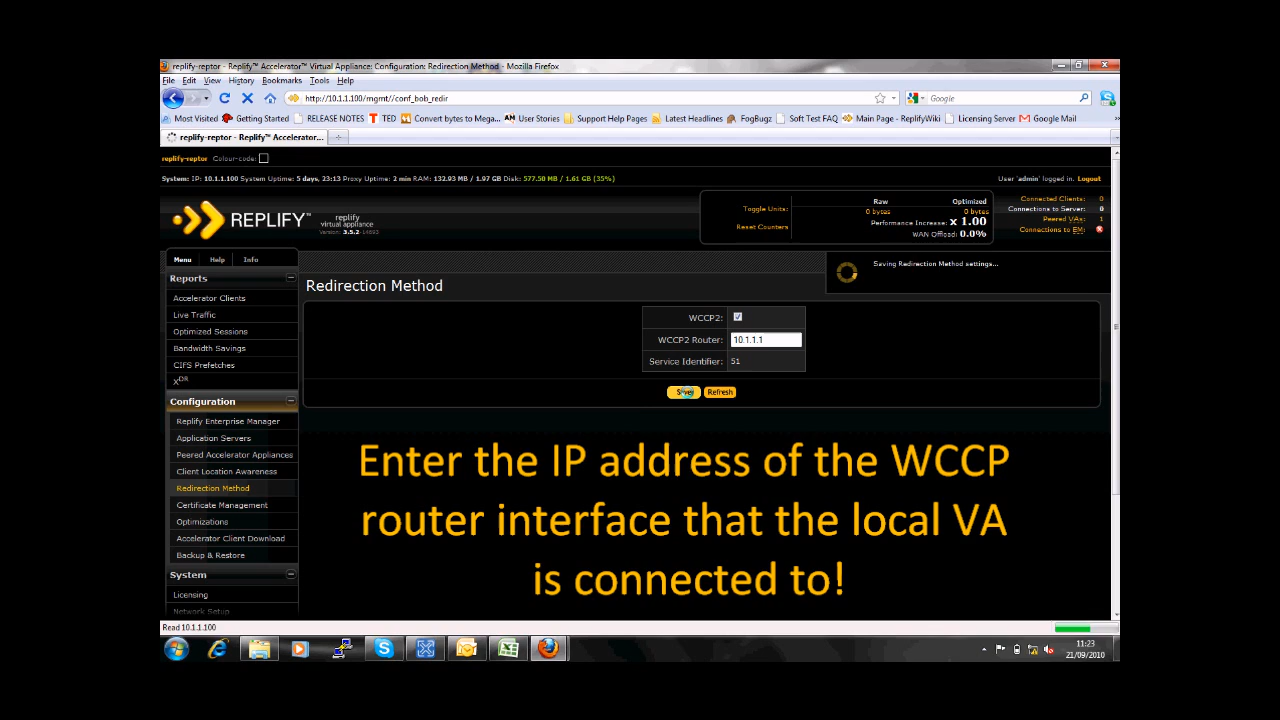 replify-reptor - Replify™ Accelerator™ Virtual Appliance: Configuration: Redirection Method - Mozilla Firefox
File Edit View History Bookmarks Tools Help
http://10.1.1.100/mgmt//conf_bob_redir
Google
Most Visited Getting Started RELEASE NOTES TED Convert bytes to Mega... User Stories Support Help Pages Latest Headlines FogBugz Soft Test FAQ Main Page - ReplifyWiki Licensing Server Google Mail
replify-reptor - Replify™ Accelerator...
replify-reptor Colour-code:
System: IP: 10.1.1.100 System Uptime: 5 days, 23:13 Proxy Uptime: 2 min RAM: 132.93 MB / 1.97 GB Disk: 577.50 MB / 1.61 GB (35%)
User 'admin' logged in. Logout
REPLIFY™
replify
virtual appliance
Version: 3.5.2-14693
Toggle Units:
Reset Counters
Raw Optimized
0 bytes 0 bytes
Performance Increase: x 1.00
WAN Offload: 0.0%
Connected Clients: 0
Connections to Server: 0
Peered VAs: 1
Connections to EM:
Menu Help Info
Saving Redirection Method settings...
Reports
Accelerator Clients
Live Traffic
Optimized Sessions
Bandwidth Savings
CIFS Prefetches
XDR
Configuration
Replify Enterprise Manager
Application Servers
Peered Accelerator Appliances
Client Location Awareness
Redirection Method
Certificate Management
Optimizations
Accelerator Client Download
Backup & Restore
System
Licensing
Network Setup
Redirection Method
WCCP2:
WCCP2 Router: 10.1.1.1
Service Identifier: 51
Save Refresh
Enter the IP address of the WCCP
router interface that the local VA
is connected to!
Read 10.1.1.100
11:23
21/09/2010